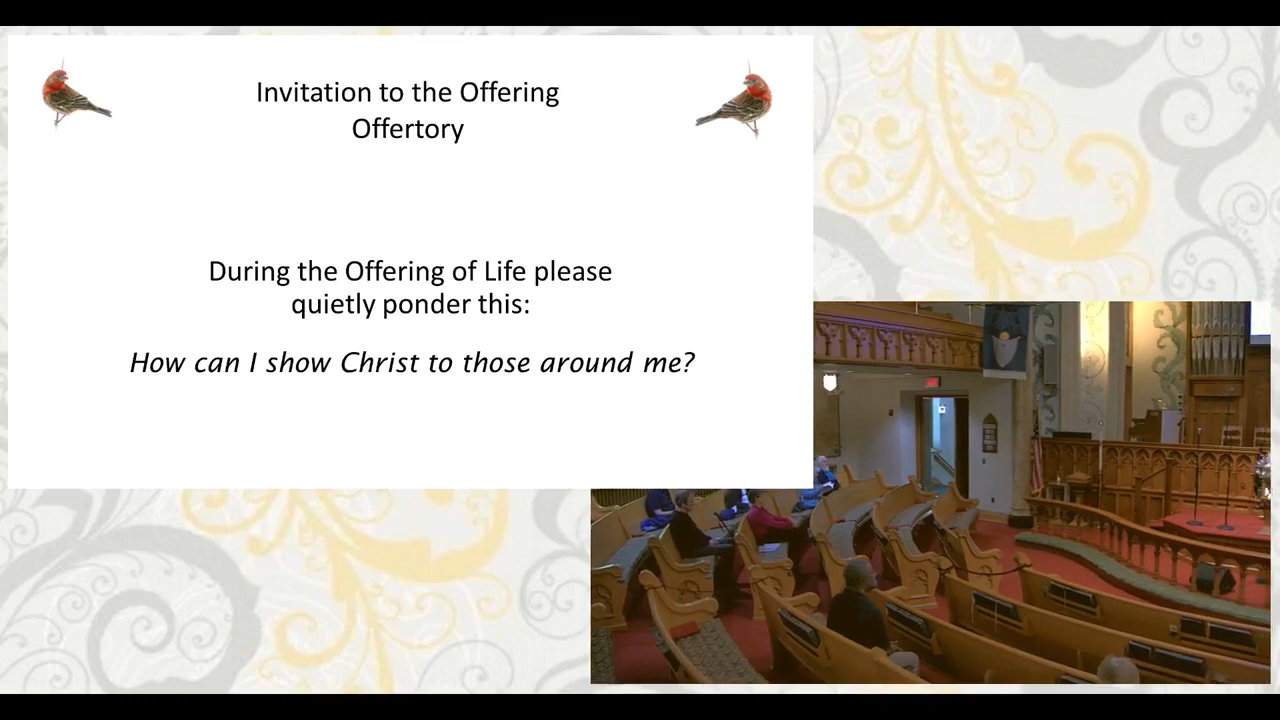 Invitation to the Offering
Offertory
During the Offering of Life please
quietly ponder this:
How can I show Christ to those around me?